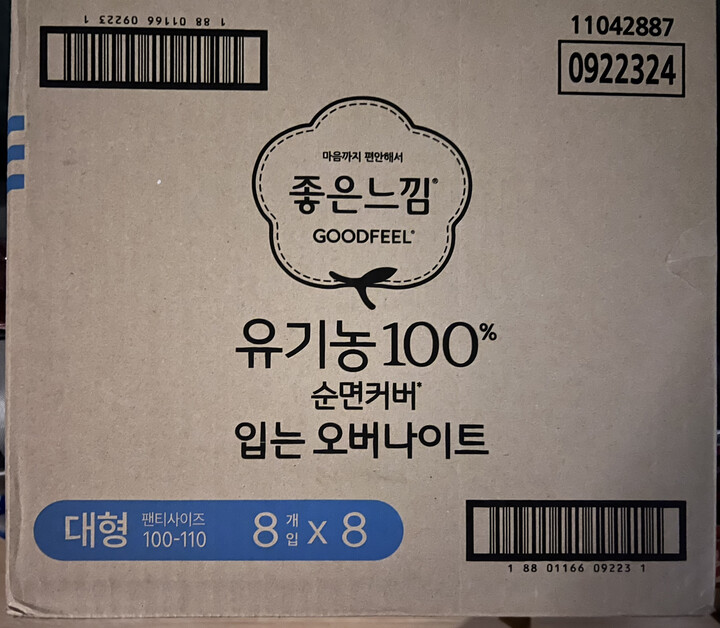 1 88 01166 09223 1
11042887
0922324
마음까지 편안해서
좋은느낌®
GOODFEEL®
유기농100%
순면커버*
입는 오버나이트
대형 팬티사이즈 100-110 8개입 x 8
1 88 01166 09223 1